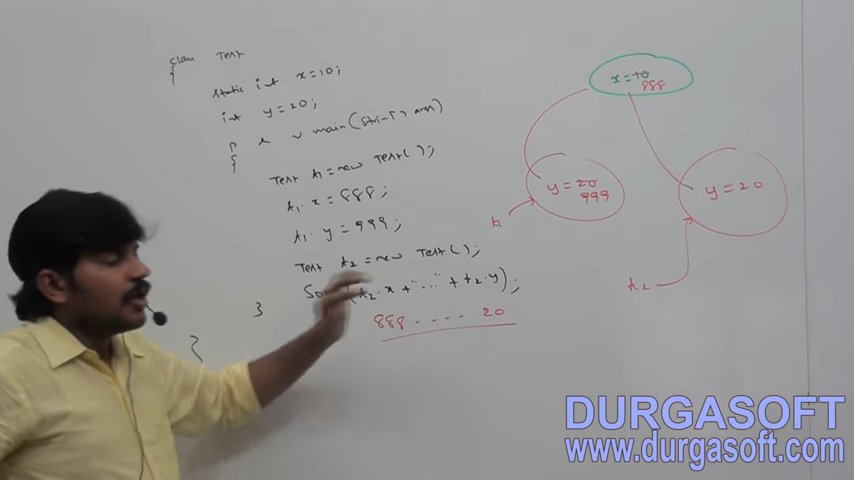 class Test
{
static int x=10;
int y=20;
p s v main(String[] args)
{
Test t1=new Test();
t1.x=888;
t1.y=999;
Test t2=new Test();
Sop(t2.x+"..."+t2.y);
}
888.... 20
}
x=10
888
y=20
999
y=20
t1
t2
DURGASOFT
www.durgasoft.com